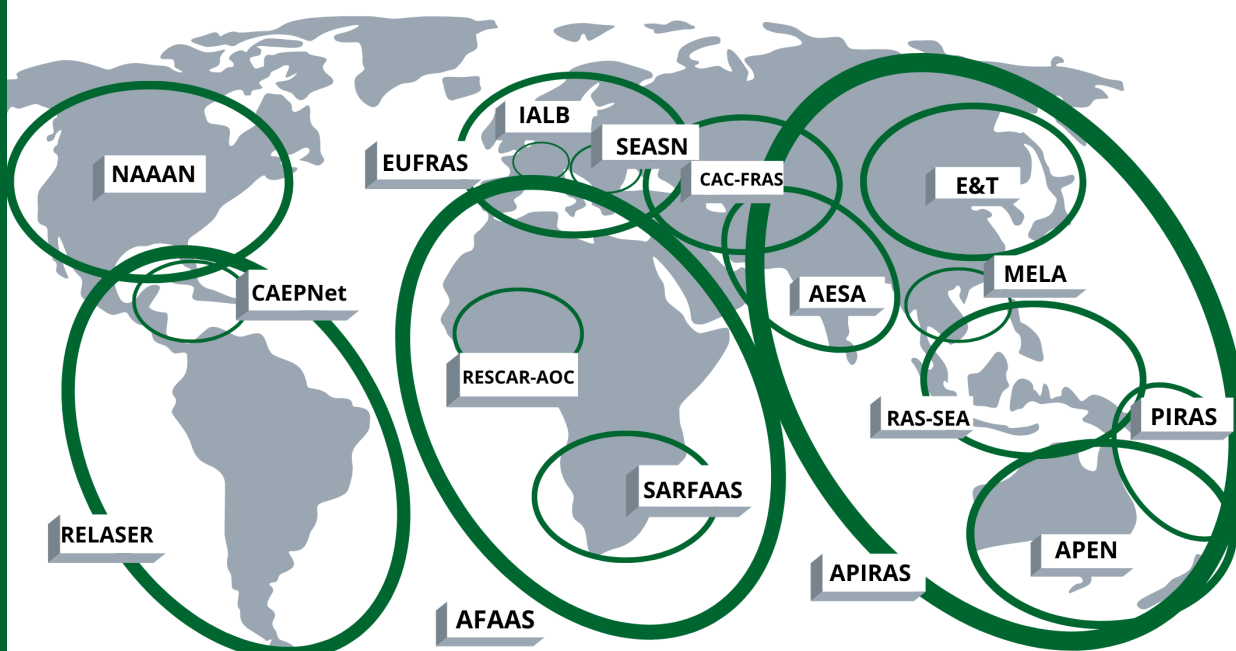 IALB
SEASN
EUFRAS
NAAAN
CAC-FRAS
E&T
MELA
CAEPNet
AESA
RESCAR-AOC
RAS-SEA
PIRAS
SARFAAS
RELASER
APEN
APIRAS
AFAAS